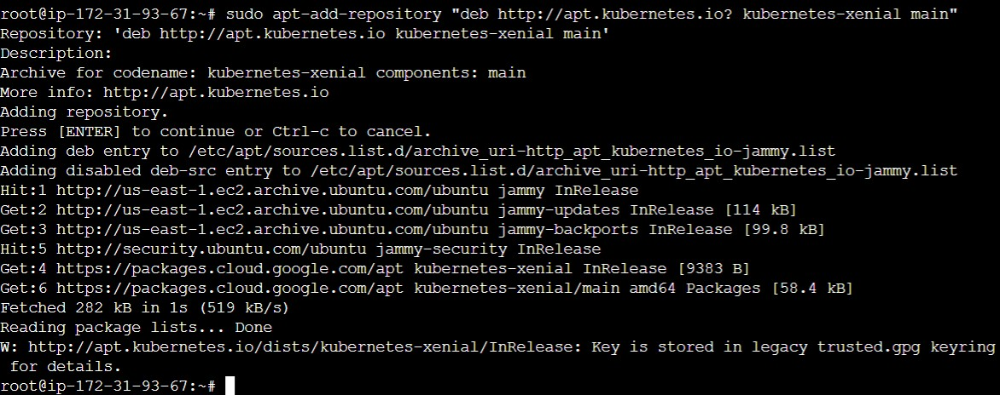 root@ip-172-31-93-67:~# sudo apt-add-repository "deb http://apt.kubernetes.io? kubernetes-xenial main"
Repository: 'deb http://apt.kubernetes.io kubernetes-xenial main'
Description:
Archive for codename: kubernetes-xenial components: main
More info: http://apt.kubernetes.io
Adding repository.
Press [ENTER] to continue or Ctrl-c to cancel.
Adding deb entry to /etc/apt/sources.list.d/archive_uri-http_apt_kubernetes_io-jammy.list
Adding disabled deb-src entry to /etc/apt/sources.list.d/archive_uri-http_apt_kubernetes_io-jammy.list
Hit:1 http://us-east-1.ec2.archive.ubuntu.com/ubuntu jammy InRelease
Get:2 http://us-east-1.ec2.archive.ubuntu.com/ubuntu jammy-updates InRelease [114 kB]
Get:3 http://us-east-1.ec2.archive.ubuntu.com/ubuntu jammy-backports InRelease [99.8 kB]
Hit:5 http://security.ubuntu.com/ubuntu jammy-security InRelease
Get:4 https://packages.cloud.google.com/apt kubernetes-xenial InRelease [9383 B]
Get:6 https://packages.cloud.google.com/apt kubernetes-xenial/main amd64 Packages [58.4 kB]
Fetched 282 kB in 1s (519 kB/s)
Reading package lists... Done
W: http://apt.kubernetes.io/dists/kubernetes-xenial/InRelease: Key is stored in legacy trusted.gpg keyring
 for details.
root@ip-172-31-93-67:~#